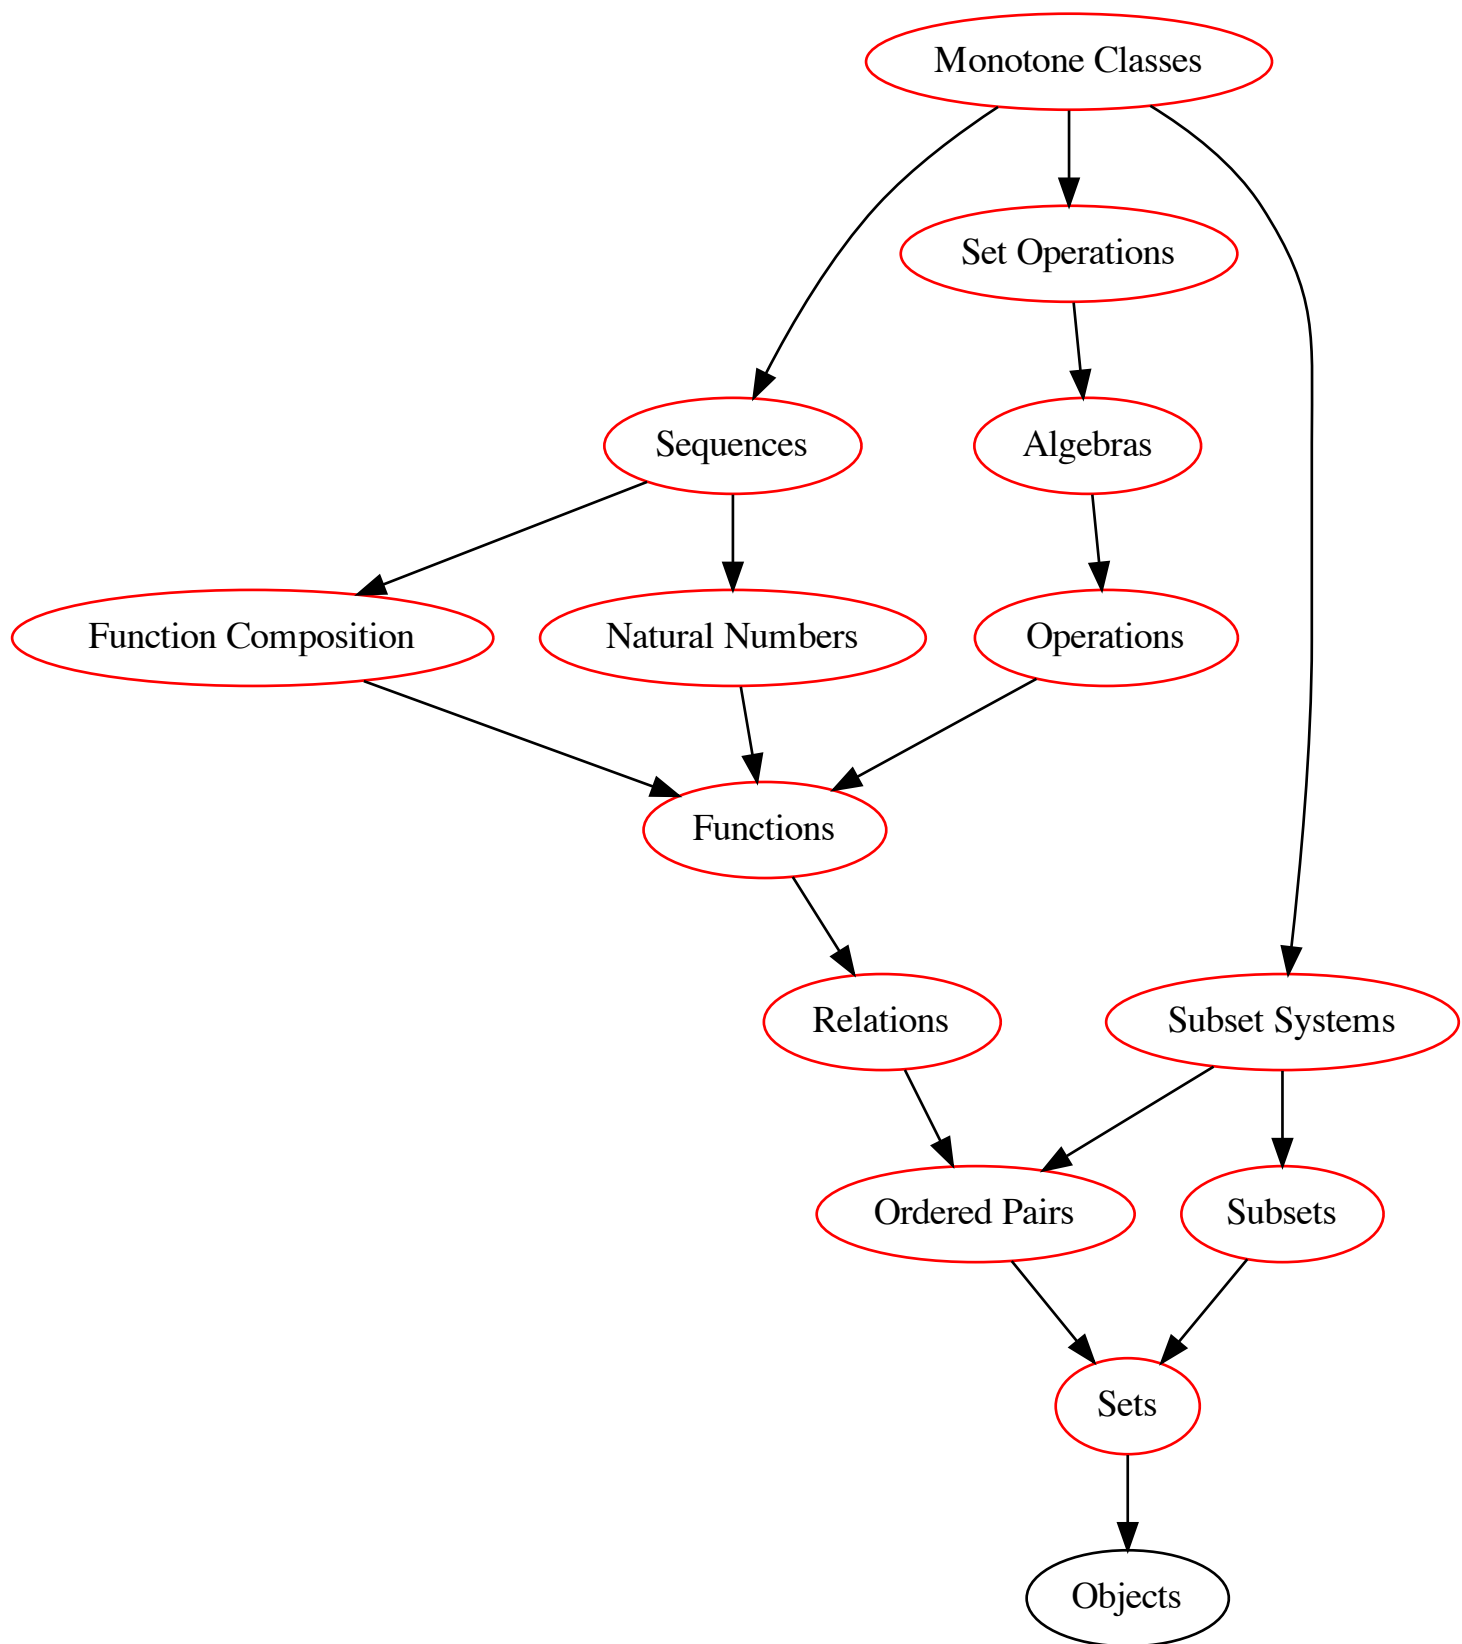 Monotone Classes
Set Operations
Sequences
Algebras
Function Composition
Natural Numbers
Operations
Functions
Relations
Subset Systems
Ordered Pairs
Subsets
Sets
Objects